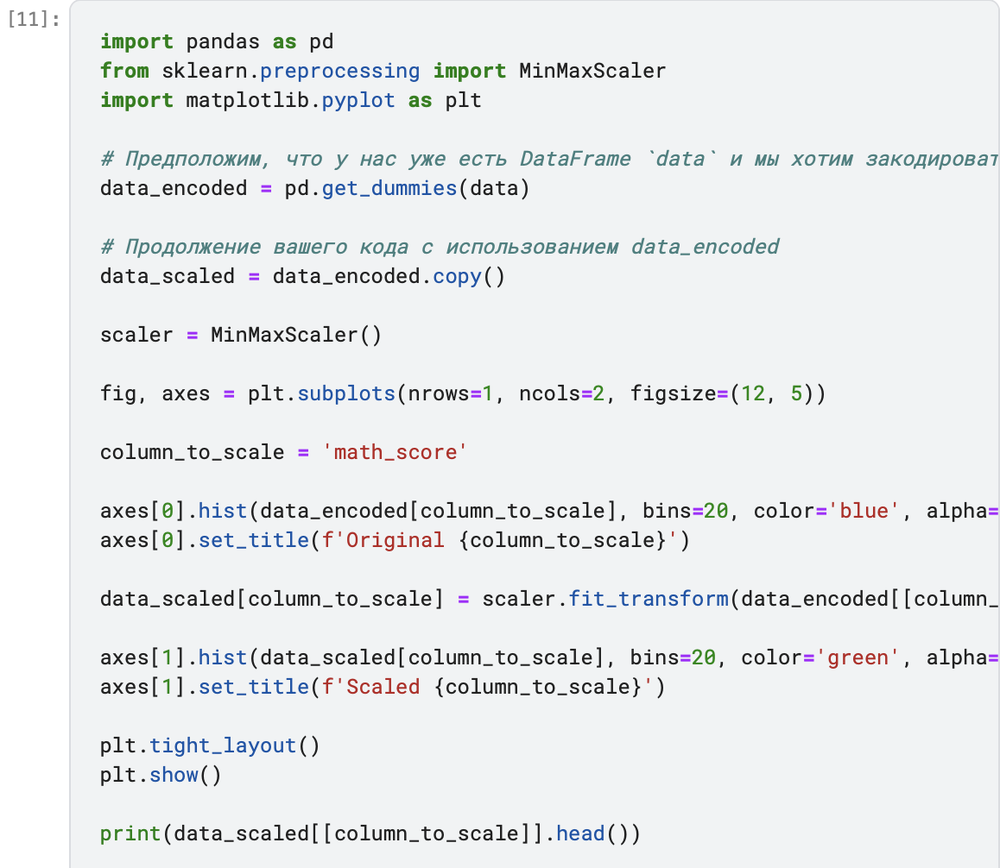 [11]:
import pandas as pd
from sklearn.preprocessing import MinMaxScaler
import matplotlib.pyplot as plt
# Предположим, что у нас уже есть DataFrame `data` и мы хотим закодироват
data_encoded = pd.get_dummies(data)
# Продолжение вашего кода с использованием data_encoded
data_scaled = data_encoded.copy()
scaler = MinMaxScaler()
fig, axes = plt.subplots(nrows=1, ncols=2, figsize=(12, 5))
column_to_scale = 'math_score'
axes[0].hist(data_encoded[column_to_scale], bins=20, color='blue', alpha=
axes[0].set_title(f'Original {column_to_scale}')
data_scaled[column_to_scale] = scaler.fit_transform(data_encoded[[column_
axes[1].hist(data_scaled[column_to_scale], bins=20, color='green', alpha=
axes[1].set_title(f'Scaled {column_to_scale}')
plt.tight_layout()
plt.show()
print(data_scaled[[column_to_scale]].head())